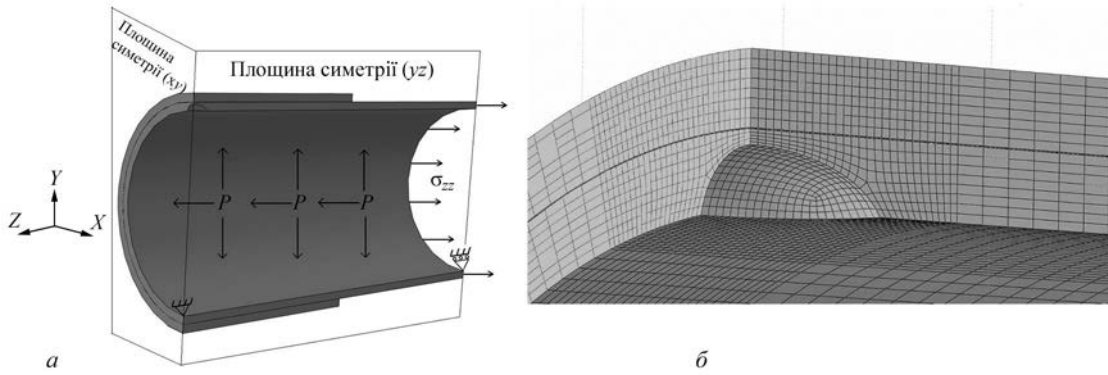 Площина
симетрії (xy)
Площина симетрії (yz)
Y
Z
X
P
P
P
σzz
а
б